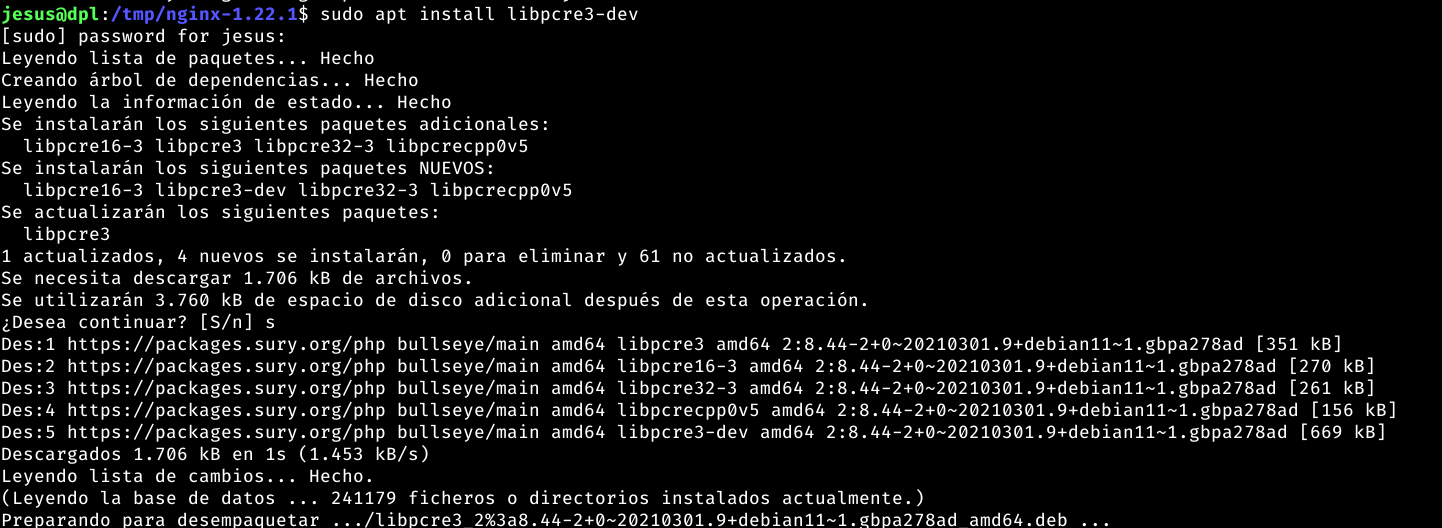 jesus@dpl:/tmp/nginx-1.22.1$ sudo apt install libpcre3-dev
[sudo] password for jesus:
Leyendo lista de paquetes... Hecho
Creando árbol de dependencias... Hecho
Leyendo la información de estado... Hecho
Se instalarán los siguientes paquetes adicionales:
  libpcre16-3 libpcre3 libpcre32-3 libpcrecpp0v5
Se instalarán los siguientes paquetes NUEVOS:
  libpcre16-3 libpcre3-dev libpcre32-3 libpcrecpp0v5
Se actualizarán los siguientes paquetes:
  libpcre3
1 actualizados, 4 nuevos se instalarán, 0 para eliminar y 61 no actualizados.
Se necesita descargar 1.706 kB de archivos.
Se utilizarán 3.760 kB de espacio de disco adicional después de esta operación.
¿Desea continuar? [S/n] s
Des:1 https://packages.sury.org/php bullseye/main amd64 libpcre3 amd64 2:8.44-2+0~20210301.9+debian11~1.gbpa278ad [351 kB]
Des:2 https://packages.sury.org/php bullseye/main amd64 libpcre16-3 amd64 2:8.44-2+0~20210301.9+debian11~1.gbpa278ad [270 kB]
Des:3 https://packages.sury.org/php bullseye/main amd64 libpcre32-3 amd64 2:8.44-2+0~20210301.9+debian11~1.gbpa278ad [261 kB]
Des:4 https://packages.sury.org/php bullseye/main amd64 libpcrecpp0v5 amd64 2:8.44-2+0~20210301.9+debian11~1.gbpa278ad [156 kB]
Des:5 https://packages.sury.org/php bullseye/main amd64 libpcre3-dev amd64 2:8.44-2+0~20210301.9+debian11~1.gbpa278ad [669 kB]
Descargados 1.706 kB en 1s (1.453 kB/s)
Leyendo lista de cambios... Hecho.
(Leyendo la base de datos ... 241179 ficheros o directorios instalados actualmente.)
Preparando para desempaquetar .../libpcre3_2%3a8.44-2+0~20210301.9+debian11~1.gbpa278ad_amd64.deb ...